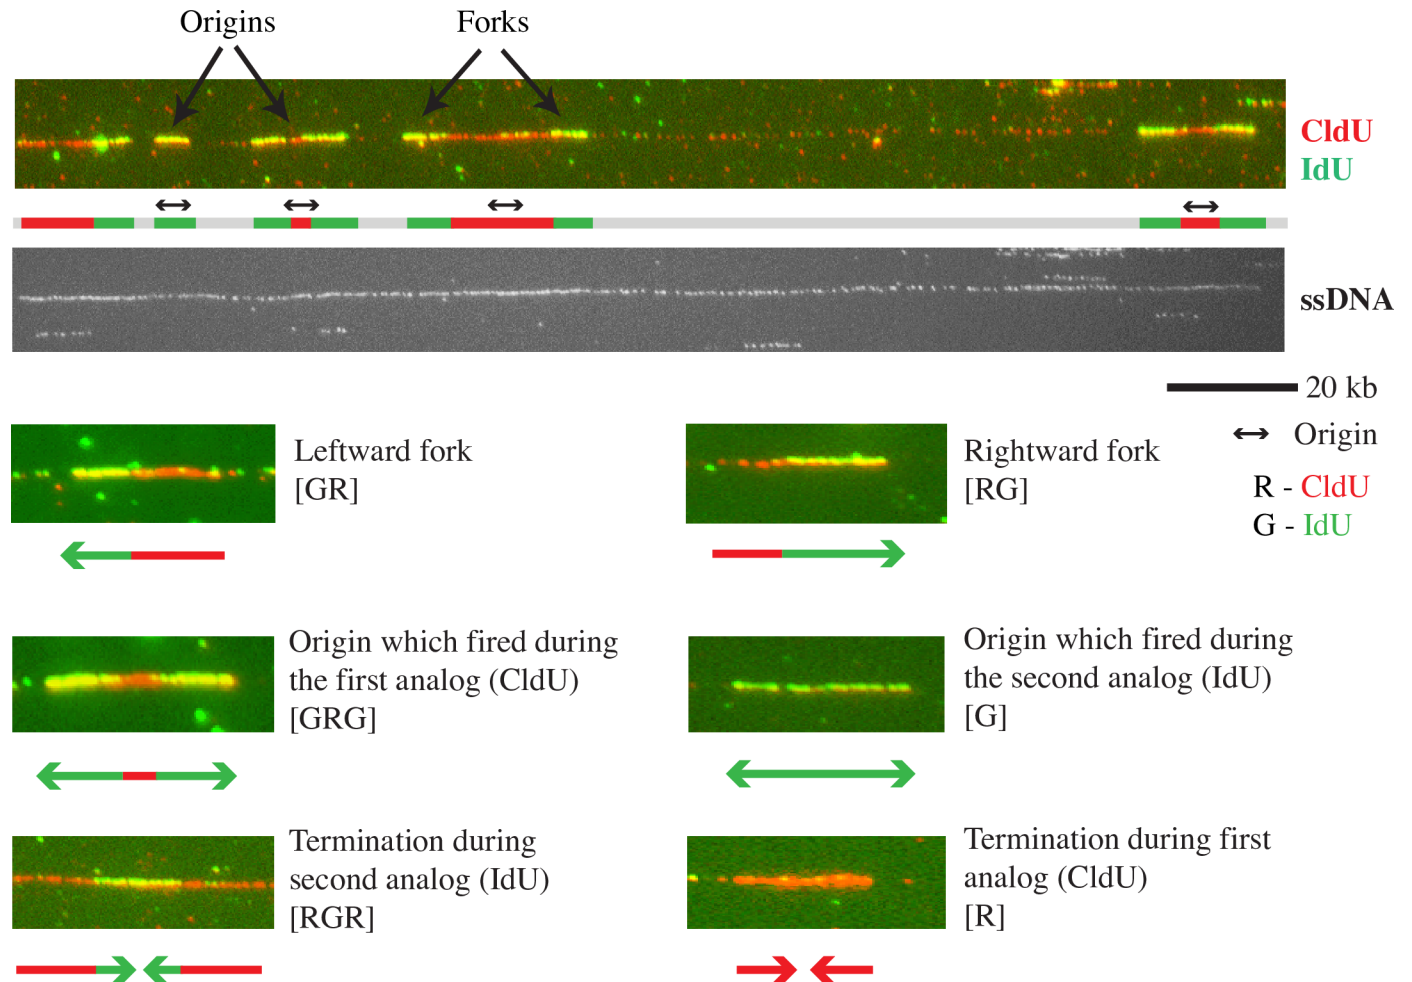 Origins
Forks
CldU
IdU
ssDNA
20 kb
Origin
R - CldU
G - IdU
Leftward fork
[GR]
Rightward fork
[RG]
Origin which fired during
the first analog (CldU)
[GRG]
Origin which fired during
the second analog (IdU)
[G]
Termination during
second analog (IdU)
[RGR]
Termination during first
analog (CldU)
[R]